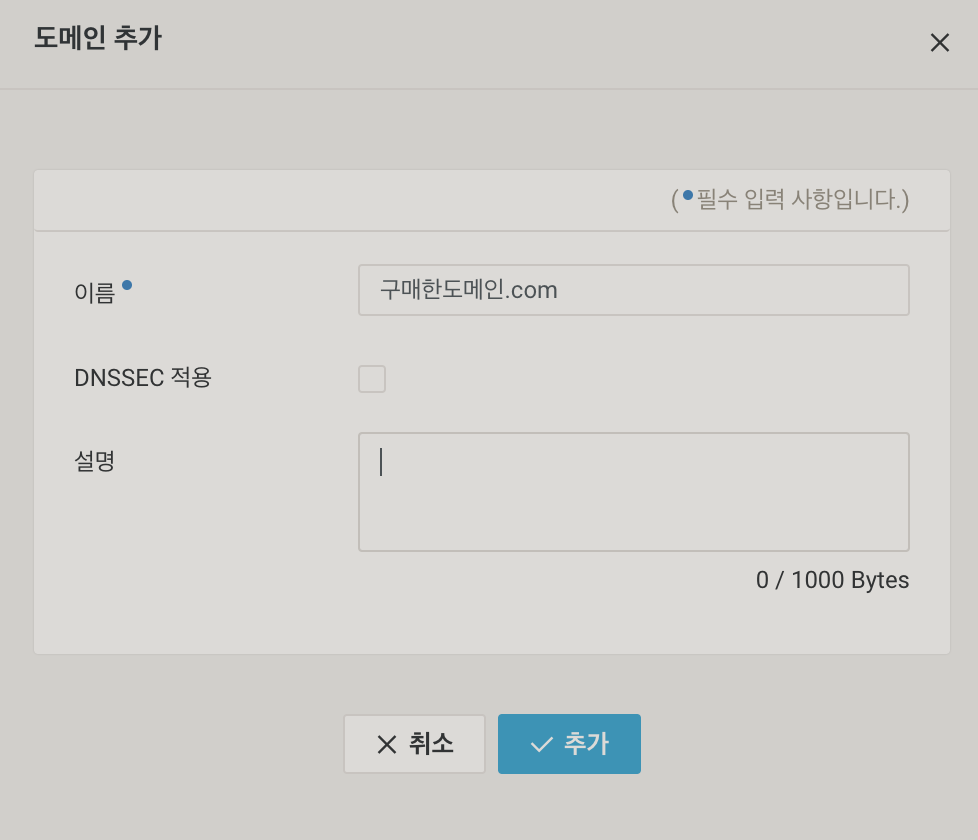 도메인 추가
( 필수 입력 사항입니다.)
이름
구매한도메인.com
DNSSEC 적용
설명
0 / 1000 Bytes
취소
추가